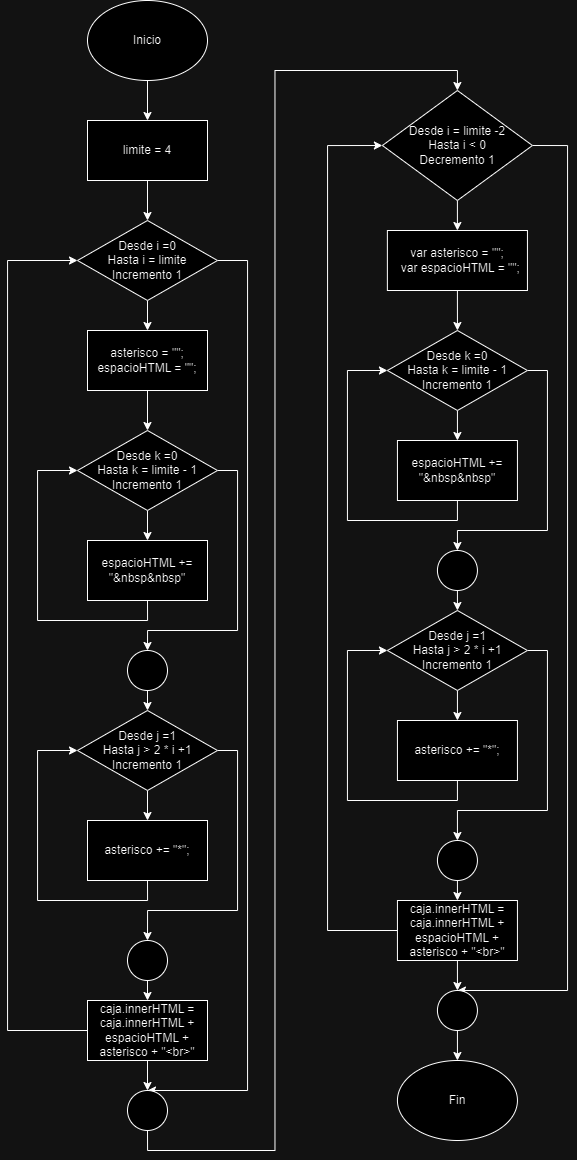 Inicio
limite = 4
Desde i =0
Hasta i = limite
Incremento 1
asterisco = "";
espacioHTML = "";
Desde k =0
Hasta k = limite - 1
Incremento 1
espacioHTML +=
"&nbsp&nbsp"
Desde j =1
Hasta j > 2 * i +1
Incremento 1
asterisco += "*";
caja.innerHTML =
caja.innerHTML +
espacioHTML +
asterisco + "<br>"
Desde i = limite -2
Hasta i < 0
Decremento 1
var asterisco = "";
var espacioHTML = "";
Desde k =0
Hasta k = limite - 1
Incremento 1
espacioHTML +=
"&nbsp&nbsp"
Desde j =1
Hasta j > 2 * i +1
Incremento 1
asterisco += "*";
caja.innerHTML =
caja.innerHTML +
espacioHTML +
asterisco + "<br>"
Fin